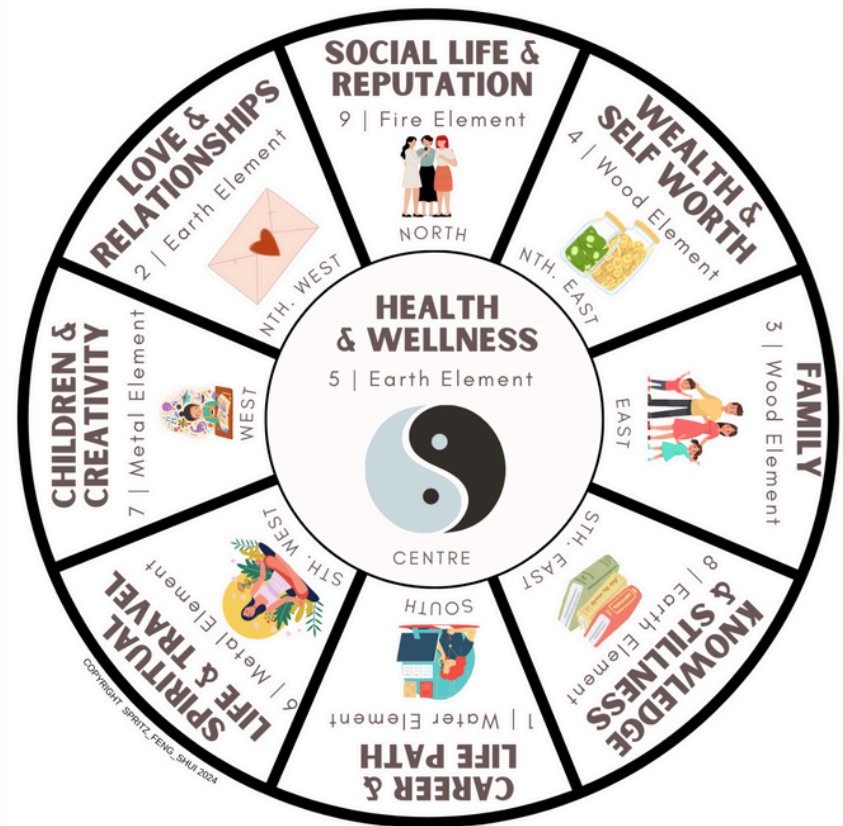 SOCIAL LIFE &
REPUTATION
9 | Fire Element
NORTH
WEALTH &
SELF WORTH
4 | Wood Element
NTH. EAST
FAMILY
3 | Wood Element
EAST
KNOWLEDGE
& STILLNESS
8 | Earth Element
STH. EAST
CAREER &
LIFE PATH
1 | Water Element
SOUTH
SPIRITUAL
LIFE & TRAVEL
6 | Metal Element
STH. WEST
CHILDREN &
CREATIVITY
7 | Metal Element
WEST
LOVE &
RELATIONSHIPS
2 | Earth Element
NTH. WEST
HEALTH
& WELLNESS
5 | Earth Element
CENTRE
COPYRIGHT SPRITZ_FENG_SHUI 2024